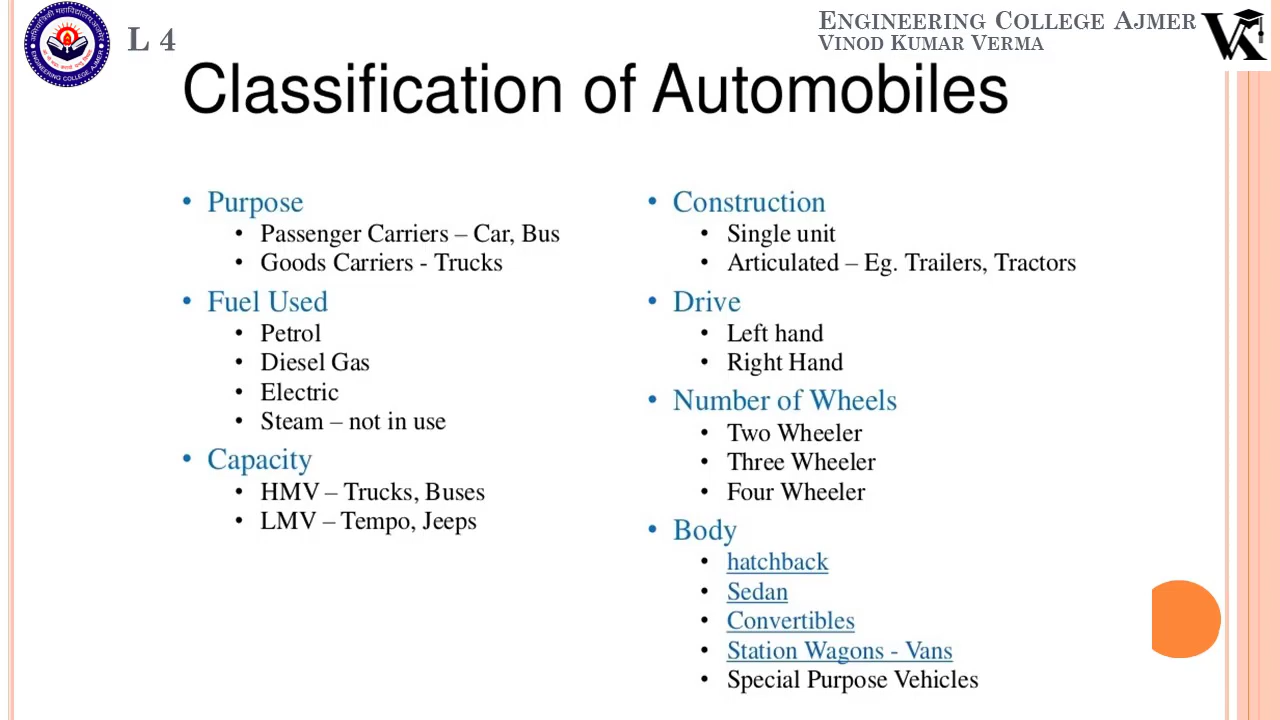 L 4
ENGINEERING COLLEGE AJMER
VINOD KUMAR VERMA
Classification of Automobiles
• Purpose
• Passenger Carriers – Car, Bus
• Goods Carriers - Trucks
• Fuel Used
• Petrol
• Diesel Gas
• Electric
• Steam – not in use
• Capacity
• HMV – Trucks, Buses
• LMV – Tempo, Jeeps
• Construction
• Single unit
• Articulated – Eg. Trailers, Tractors
• Drive
• Left hand
• Right Hand
• Number of Wheels
• Two Wheeler
• Three Wheeler
• Four Wheeler
• Body
• hatchback
• Sedan
• Convertibles
• Station Wagons - Vans
• Special Purpose Vehicles
ENGINEERING COLLEGE AJMER